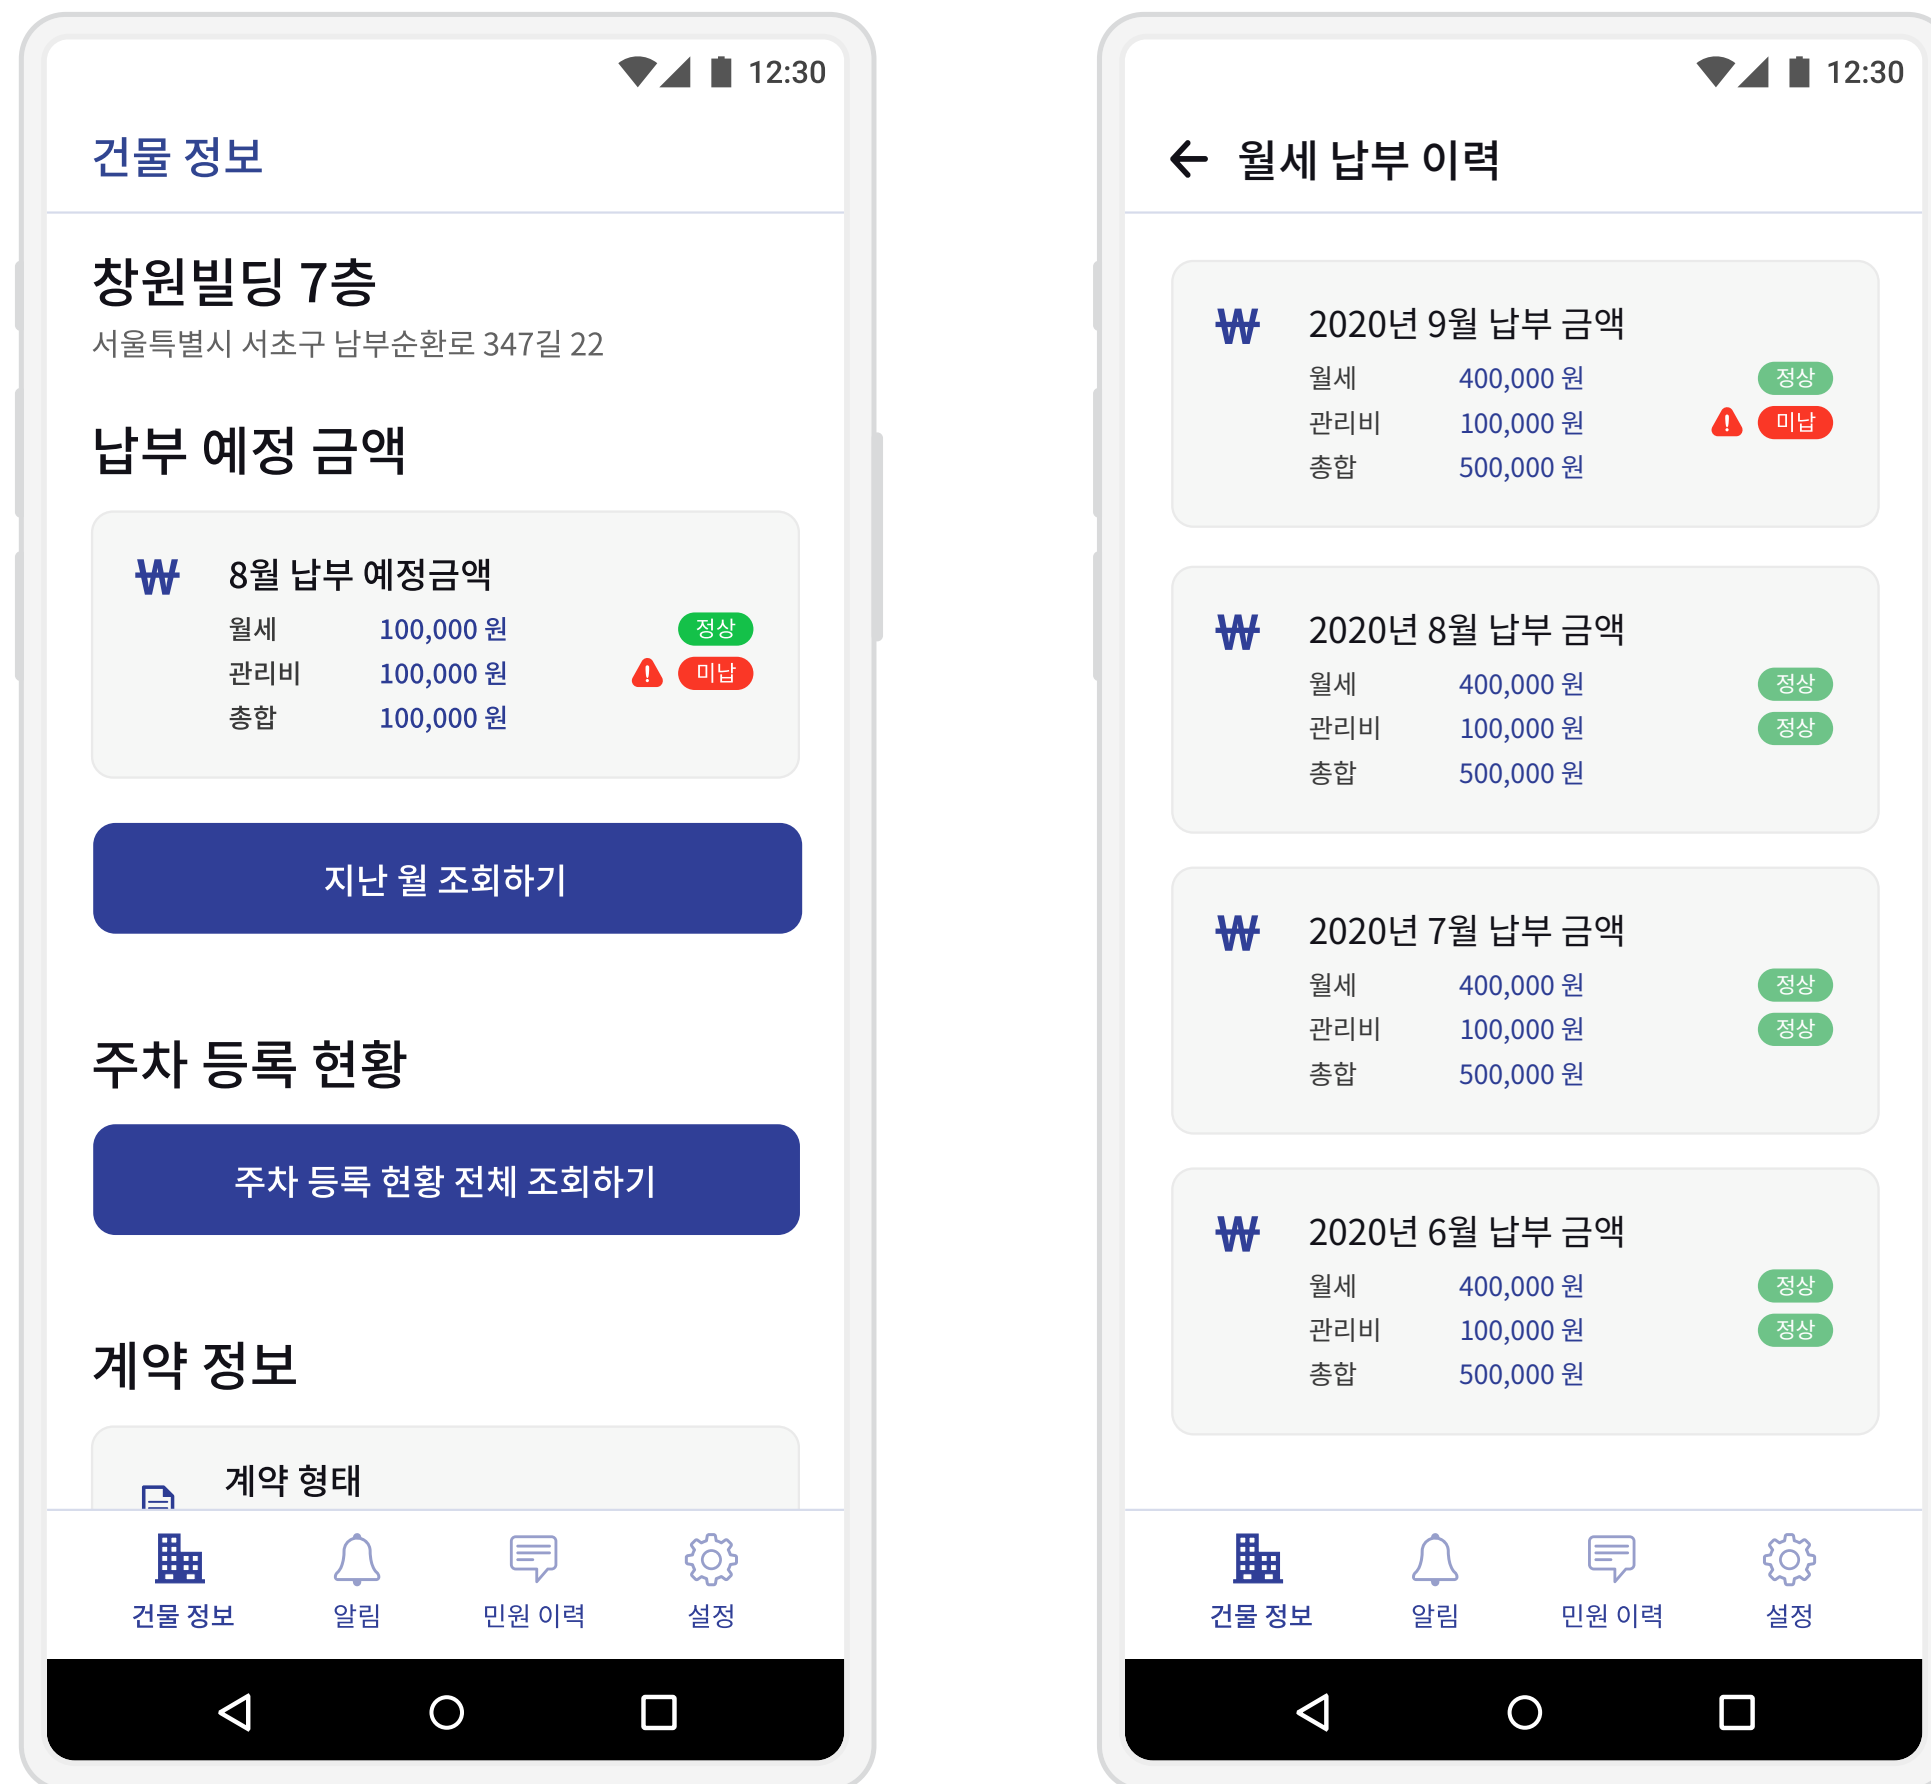 12:30
건물 정보
창원빌딩 7층
서울특별시 서초구 남부순환로 347길 22
납부 예정 금액
₩ 8월 납부 예정금액
월세 100,000 원 정상
관리비 100,000 원 미납
총합 100,000 원
지난 월 조회하기
주차 등록 현황
주차 등록 현황 전체 조회하기
계약 정보
계약 형태
건물 정보 알림 민원 이력 설정
12:30
월세 납부 이력
₩ 2020년 9월 납부 금액
월세 400,000 원 정상
관리비 100,000 원 미납
총합 500,000 원
₩ 2020년 8월 납부 금액
월세 400,000 원 정상
관리비 100,000 원 정상
총합 500,000 원
₩ 2020년 7월 납부 금액
월세 400,000 원 정상
관리비 100,000 원 정상
총합 500,000 원
₩ 2020년 6월 납부 금액
월세 400,000 원 정상
관리비 100,000 원 정상
총합 500,000 원
건물 정보 알림 민원 이력 설정